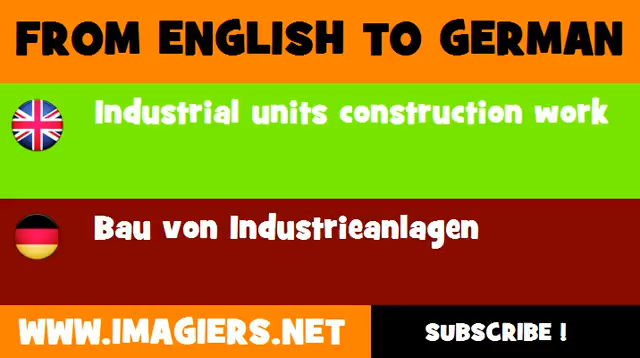 FROM ENGLISH TO GERMAN
Industrial units construction work
Bau von Industrieanlagen
WWW.IMAGIERS.NET
SUBSCRIBE !